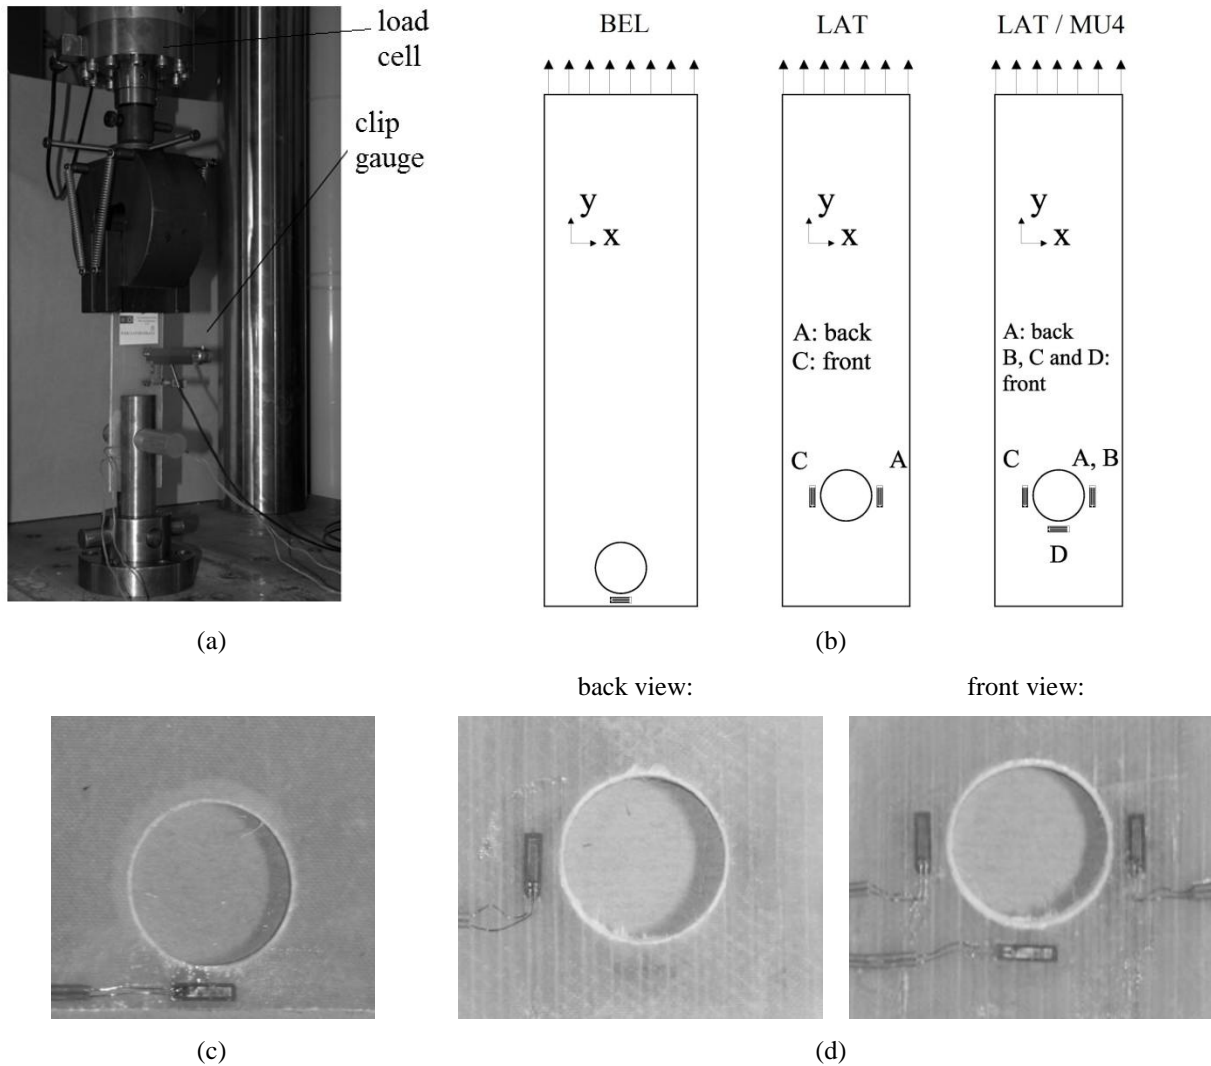 load
cell
clip
gauge
(a)
BEL
LAT
LAT / MU4
y
x
y
x
y
x
A: back
C: front
A: back
B, C and D:
front
C
A
C
A, B
D
(b)
back view:
front view:
(c)
(d)